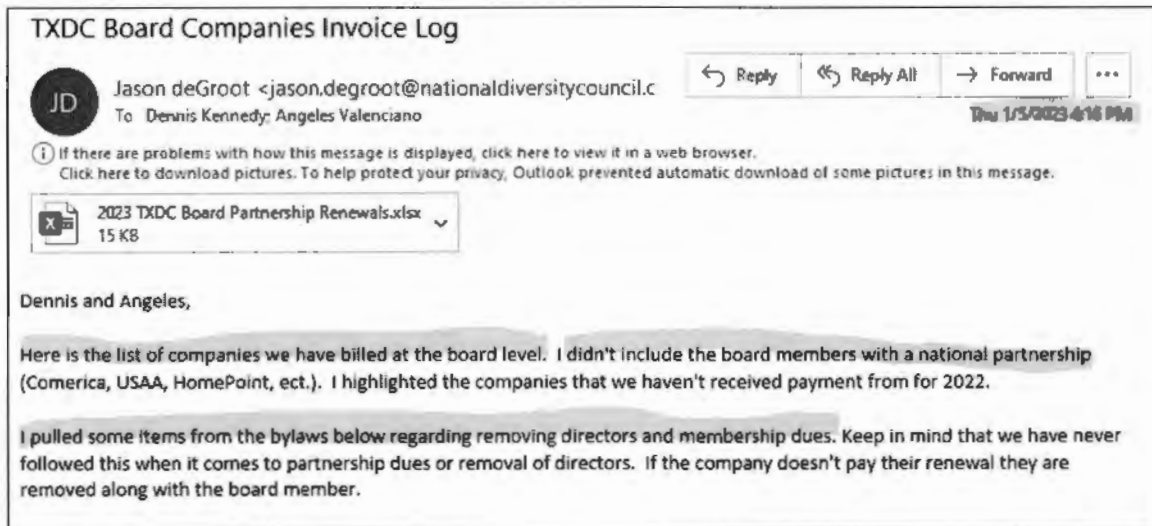 TXDC Board Companies Invoice Log
JD
Jason deGroot <jason.degroot@nationaldiversitycouncil.c
Reply
Reply All
Forward
...
To Dennis Kennedy; Angeles Valenciano
Thu 1/5/2023 4:16 PM
If there are problems with how this message is displayed, click here to view it in a web browser.
Click here to download pictures. To help protect your privacy, Outlook prevented automatic download of some pictures in this message.
2023 TXDC Board Partnership Renewals.xlsx
15 KB
Dennis and Angeles,
Here is the list of companies we have billed at the board level. I didn't include the board members with a national partnership
(Comerica, USAA, HomePoint, ect.). I highlighted the companies that we haven't received payment from for 2022.
I pulled some items from the bylaws below regarding removing directors and membership dues. Keep in mind that we have never
followed this when it comes to partnership dues or removal of directors. If the company doesn't pay their renewal they are
removed along with the board member.